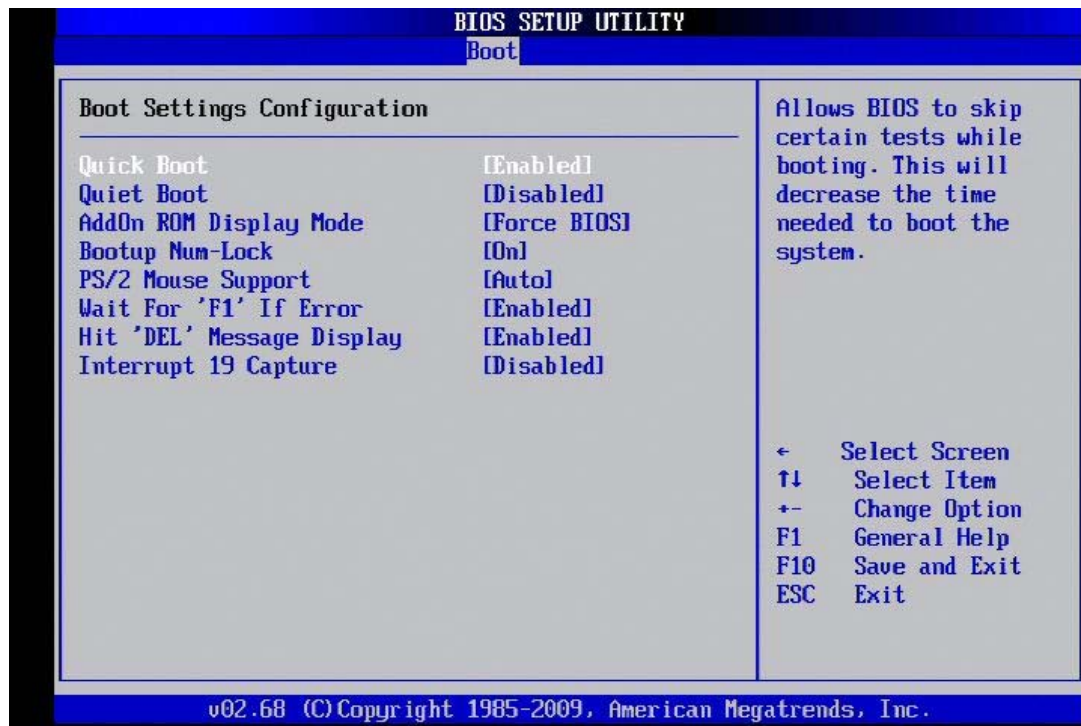 BIOS SETUP UTILITY
Boot
Boot Settings Configuration
Quick Boot [Enabled]
Quiet Boot [Disabled]
AddOn ROM Display Mode [Force BIOS]
Bootup Num-Lock [On]
PS/2 Mouse Support [Auto]
Wait For 'F1' If Error [Enabled]
Hit 'DEL' Message Display [Enabled]
Interrupt 19 Capture [Disabled]
Allows BIOS to skip
certain tests while
booting. This will
decrease the time
needed to boot the
system.
← Select Screen
↑↓ Select Item
+- Change Option
F1 General Help
F10 Save and Exit
ESC Exit
v02.68 (C)Copyright 1985-2009, American Megatrends, Inc.